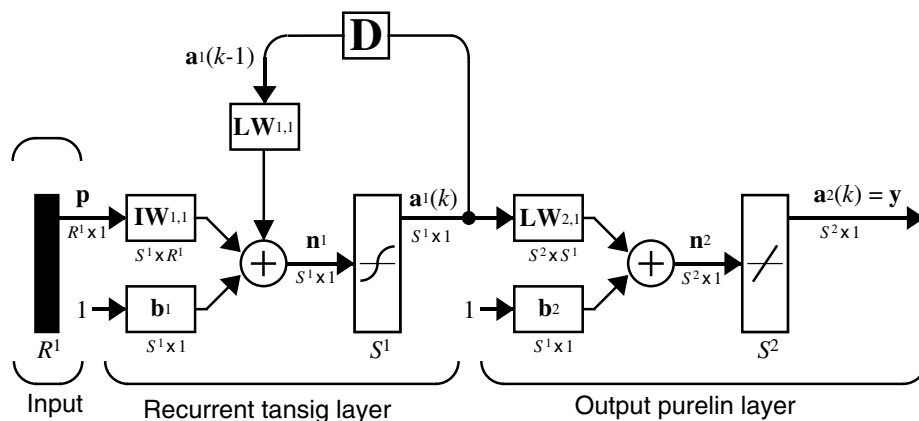 D
a1(k-1)
LW1,1
p
a1(k)
a2(k) = y
IW1,1
n1
LW2,1
n2
R1 x 1
S1 x R1
S1 x 1
S1 x 1
S2 x S1
S2 x 1
S2 x 1
1
b1
1
b2
S1 x 1
S1 x 1
R1
S1
S2
Input
Recurrent tansig layer
Output purelin layer